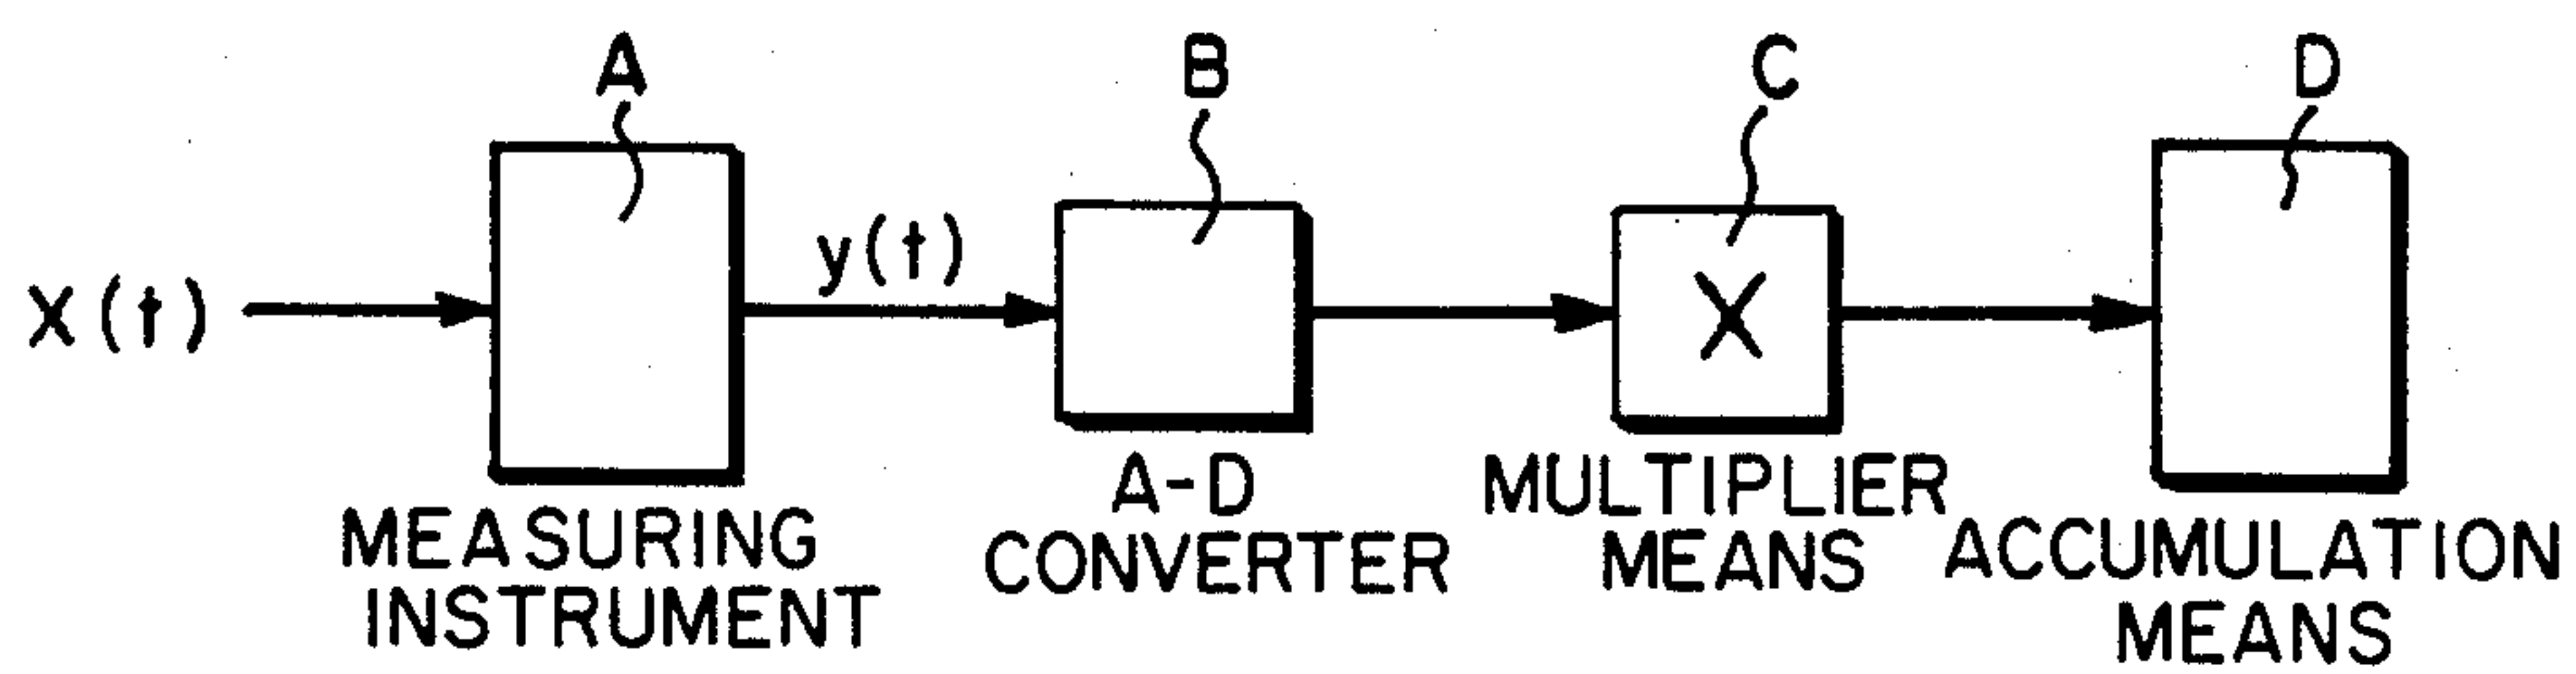 A
B
C
D
X(t)
y(t)
X
MEASURING
INSTRUMENT
A-D
CONVERTER
MULTIPLIER
MEANS
ACCUMULATION
MEANS